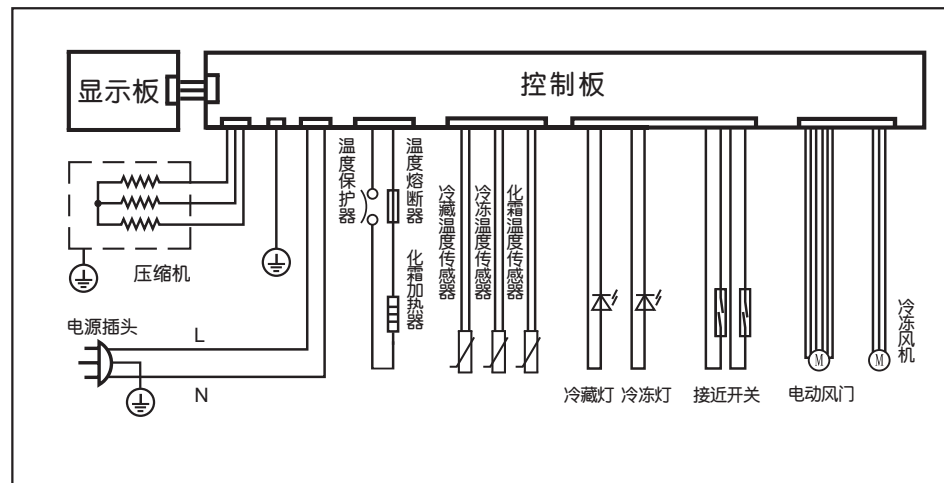 显示板
控制板
温度保护器
温度熔断器
化霜加热器
冷藏温度传感器
冷冻温度传感器
化霜温度传感器
压缩机
电源插头
L
N
冷藏灯
冷冻灯
接近开关
电动风门
冷冻风机
M
M